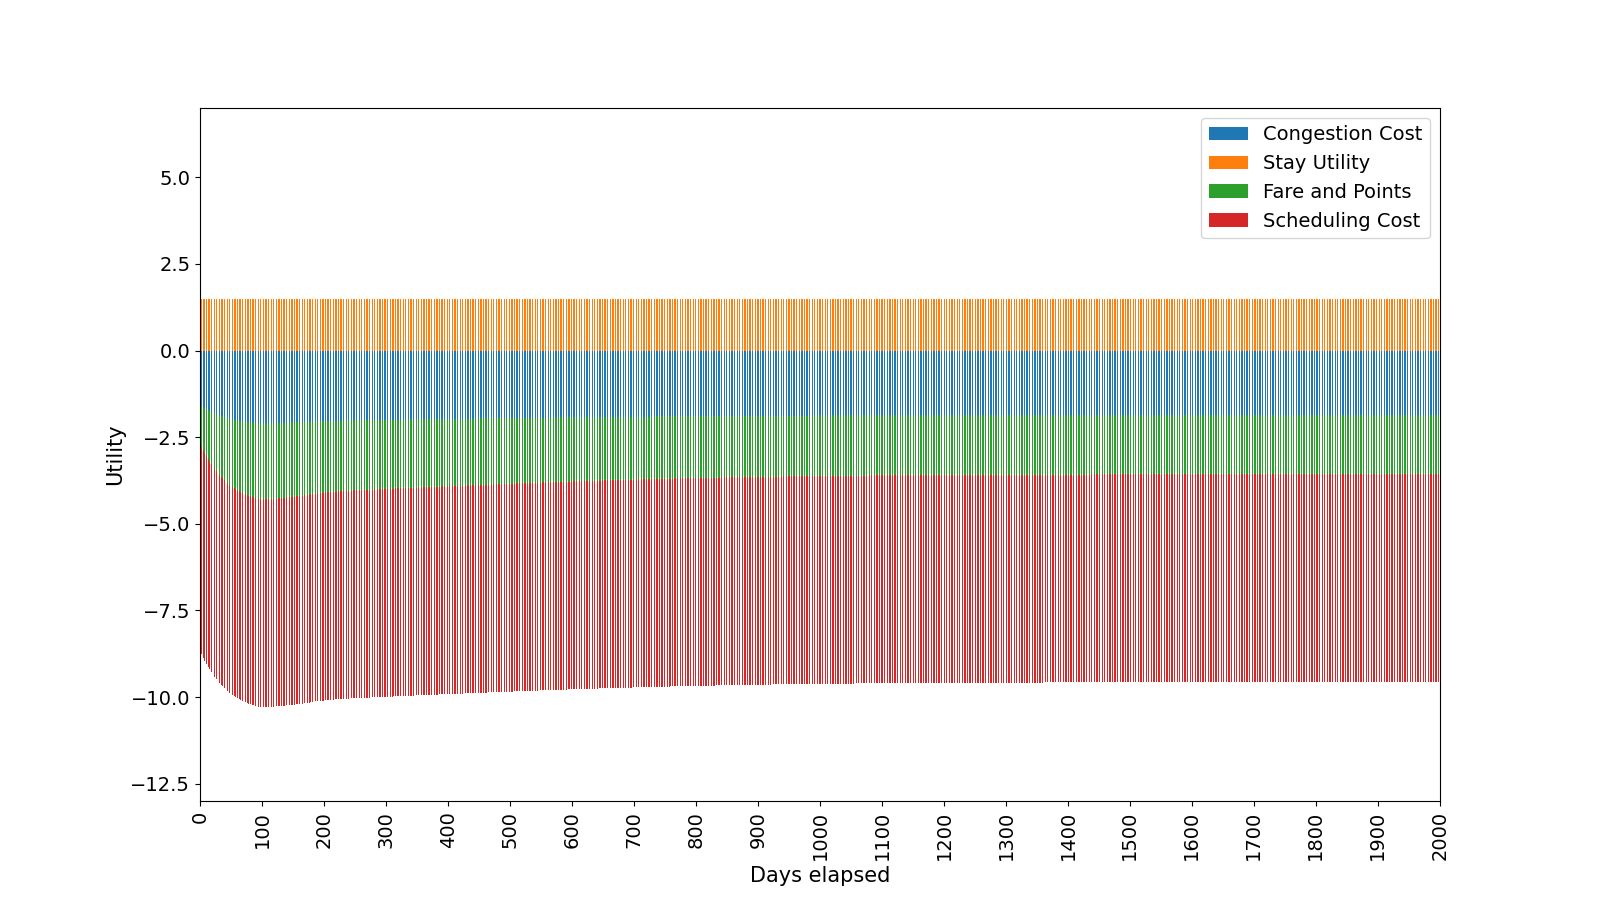 Congestion Cost
Stay Utility
Fare and Points
Scheduling Cost
5.0
2.5
0.0
−2.5
−5.0
−7.5
−10.0
−12.5
Utility
0 100 200 300 400 500 600 700 800 900 1000 1100 1200 1300 1400 1500 1600 1700 1800 1900 2000
Days elapsed